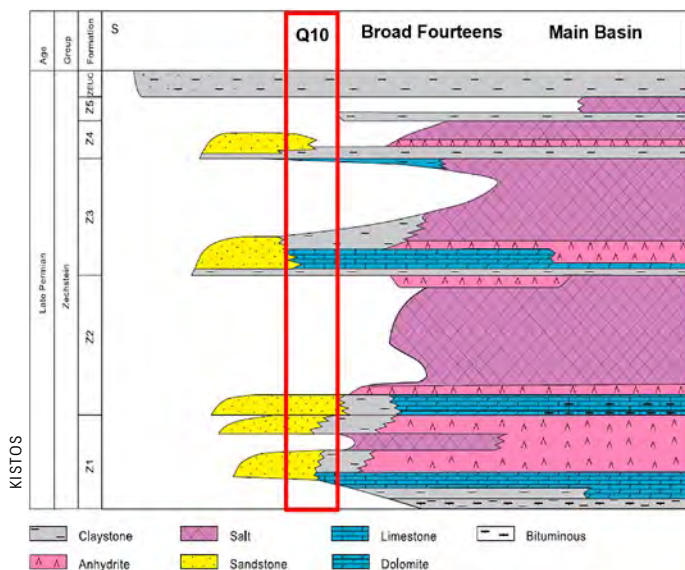 Age
Group
Formation
S
Q10
Broad Fourteens
Main Basin
Late Permian
Zechstein
ZEUC
Z5
Z4
Z3
Z2
Z1
KISTOS
Claystone
Salt
Limestone
Bituminous
Anhydrite
Sandstone
Dolomite